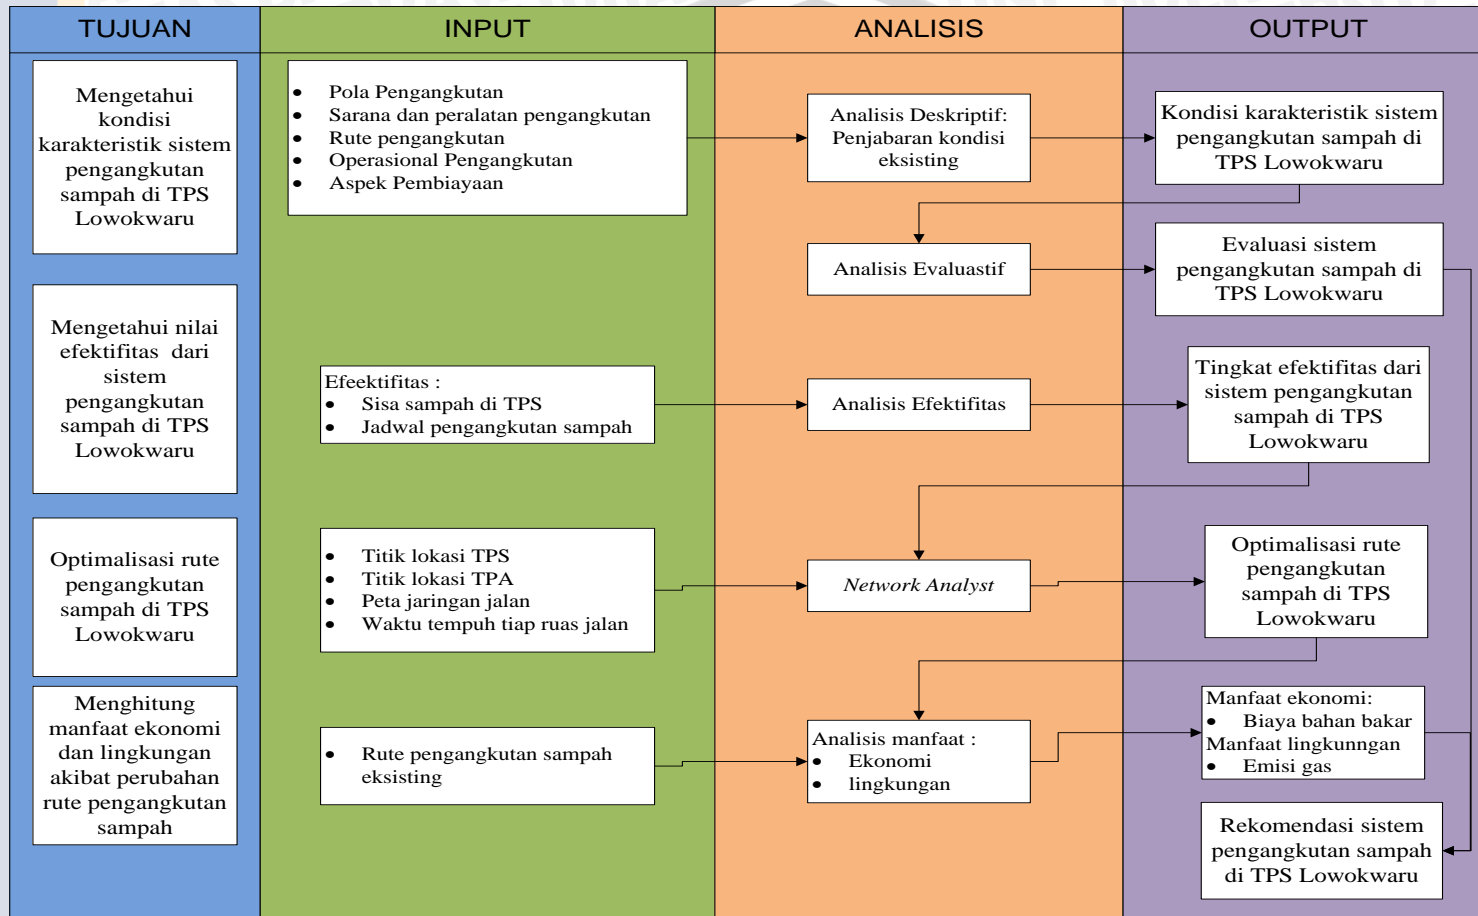 TUJUAN
INPUT
ANALISIS
OUTPUT
Mengetahui
kondisi
karakteristik sistem
pengangkutan
sampah di TPS
Lowokwaru
• Pola Pengangkutan
• Sarana dan peralatan pengangkutan
• Rute pengangkutan
• Operasional Pengangkutan
• Aspek Pembiayaan
Analisis Deskriptif:
Penjabaran kondisi
eksisting
Kondisi karakteristik sistem
pengangkutan sampah di
TPS Lowokwaru
Analisis Evaluastif
Evaluasi sistem
pengangkutan sampah di
TPS Lowokwaru
Mengetahui nilai
efektifitas dari
sistem
pengangkutan
sampah di TPS
Lowokwaru
Efeektifitas :
• Sisa sampah di TPS
• Jadwal pengangkutan sampah
Analisis Efektifitas
Tingkat efektifitas dari
sistem pengangkutan
sampah di TPS
Lowokwaru
Optimalisasi rute
pengangkutan
sampah di TPS
Lowokwaru
• Titik lokasi TPS
• Titik lokasi TPA
• Peta jaringan jalan
• Waktu tempuh tiap ruas jalan
Network Analyst
Optimalisasi rute
pengangkutan
sampah di TPS
Lowokwaru
Menghitung
manfaat ekonomi
dan lingkungan
akibat perubahan
rute pengangkutan
sampah
• Rute pengangkutan sampah
eksisting
Analisis manfaat :
• Ekonomi
• lingkungan
Manfaat ekonomi:
• Biaya bahan bakar
Manfaat lingkunngan
• Emisi gas
Rekomendasi sistem
pengangkutan sampah
di TPS Lowokwaru